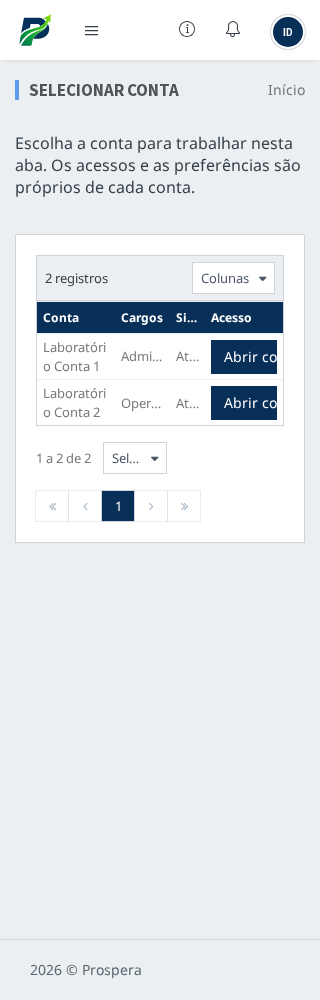 ID
SELECIONAR CONTA
Início
Escolha a conta para trabalhar nesta
aba. Os acessos e as preferências são
próprios de cada conta.
2 registros
Colunas
Conta Cargos Si... Acesso
Laboratóri
o Conta 1
Admi...
At...
Abrir co
Laboratóri
o Conta 2
Oper...
At...
Abrir co
1 a 2 de 2
Sel...
« ‹ 1 › »
2026 © Prospera